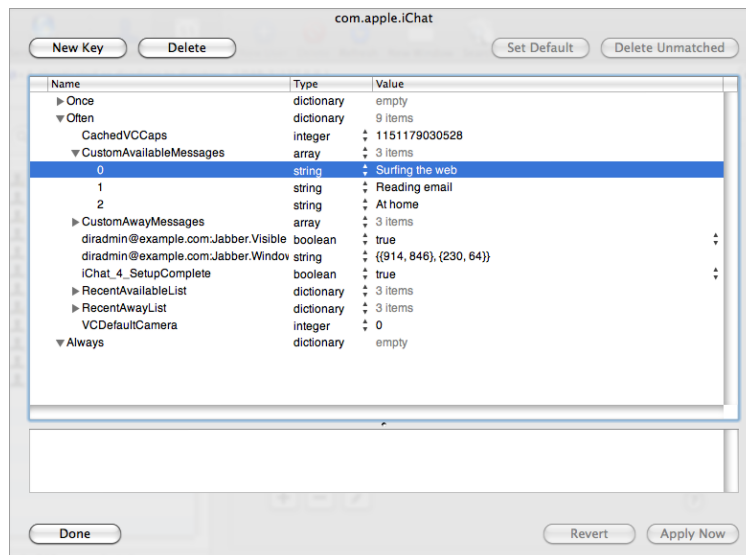 com.apple.iChat
New Key Delete Set Default Delete Unmatched
Name Type Value
Once dictionary empty
Often dictionary 9 items
CachedVCCaps integer 1151179030528
CustomAvailableMessages array 3 items
0 string Surfing the web
1 string Reading email
2 string At home
CustomAwayMessages array 3 items
diradmin@example.com:Jabber.Visible boolean true
diradmin@example.com:Jabber.Window string {{914, 846}, {230, 64}}
iChat_4_SetupComplete boolean true
RecentAvailableList dictionary 3 items
RecentAwayList dictionary 3 items
VCDefaultCamera integer 0
Always dictionary empty
Done Revert Apply Now